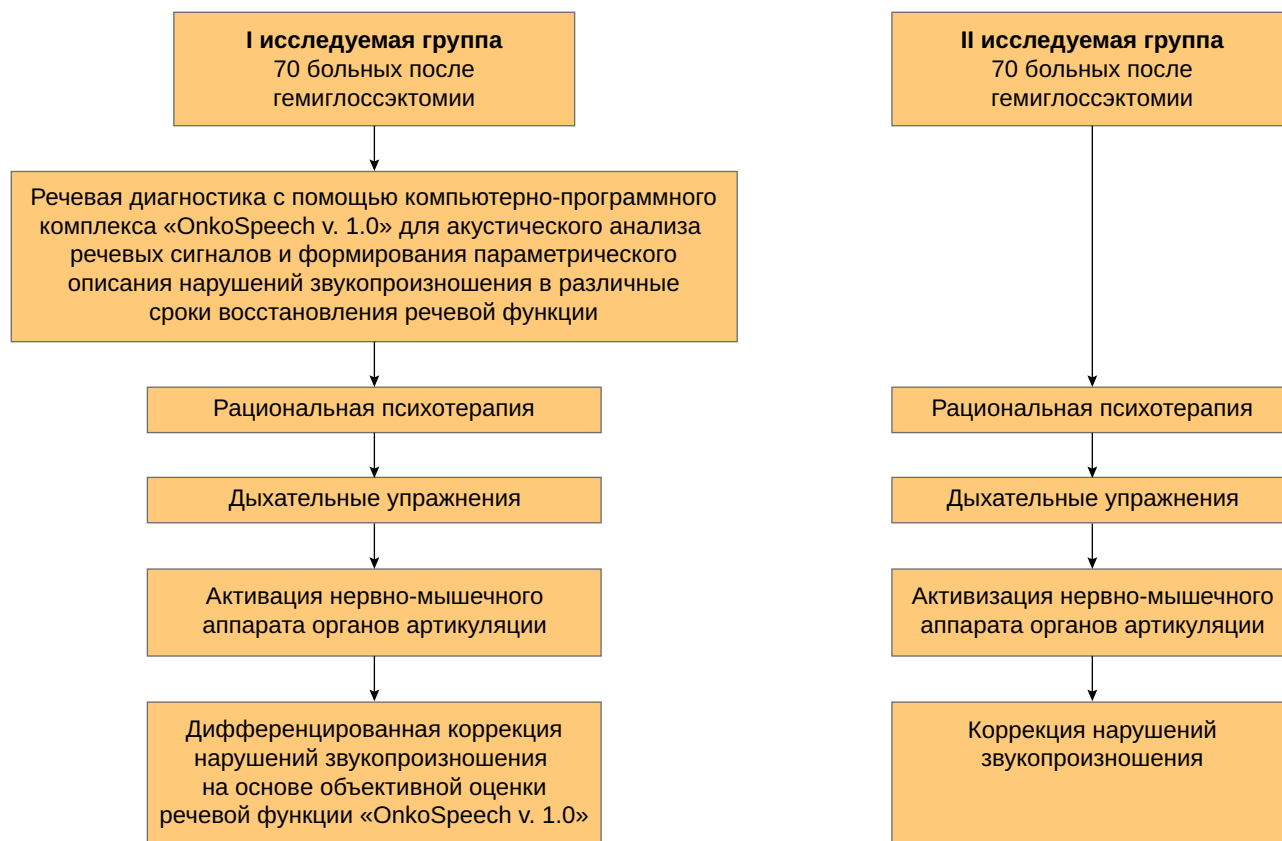 I исследуемая группа
70 больных после
гемиглоссэктомии
Речевая диагностика с помощью компьютерно-программного
комплекса «OnkoSpeech v. 1.0» для акустического анализа
речевых сигналов и формирования параметрического
описания нарушений звукопроизношения в различные
сроки восстановления речевой функции
Рациональная психотерапия
Дыхательные упражнения
Активация нервно-мышечного
аппарата органов артикуляции
Дифференцированная коррекция
нарушений звукопроизношения
на основе объективной оценки
речевой функции «OnkoSpeech v. 1.0»
II исследуемая группа
70 больных после
гемиглоссэктомии
Рациональная психотерапия
Дыхательные упражнения
Активизация нервно-мышечного
аппарата органов артикуляции
Коррекция нарушений
звукопроизношения